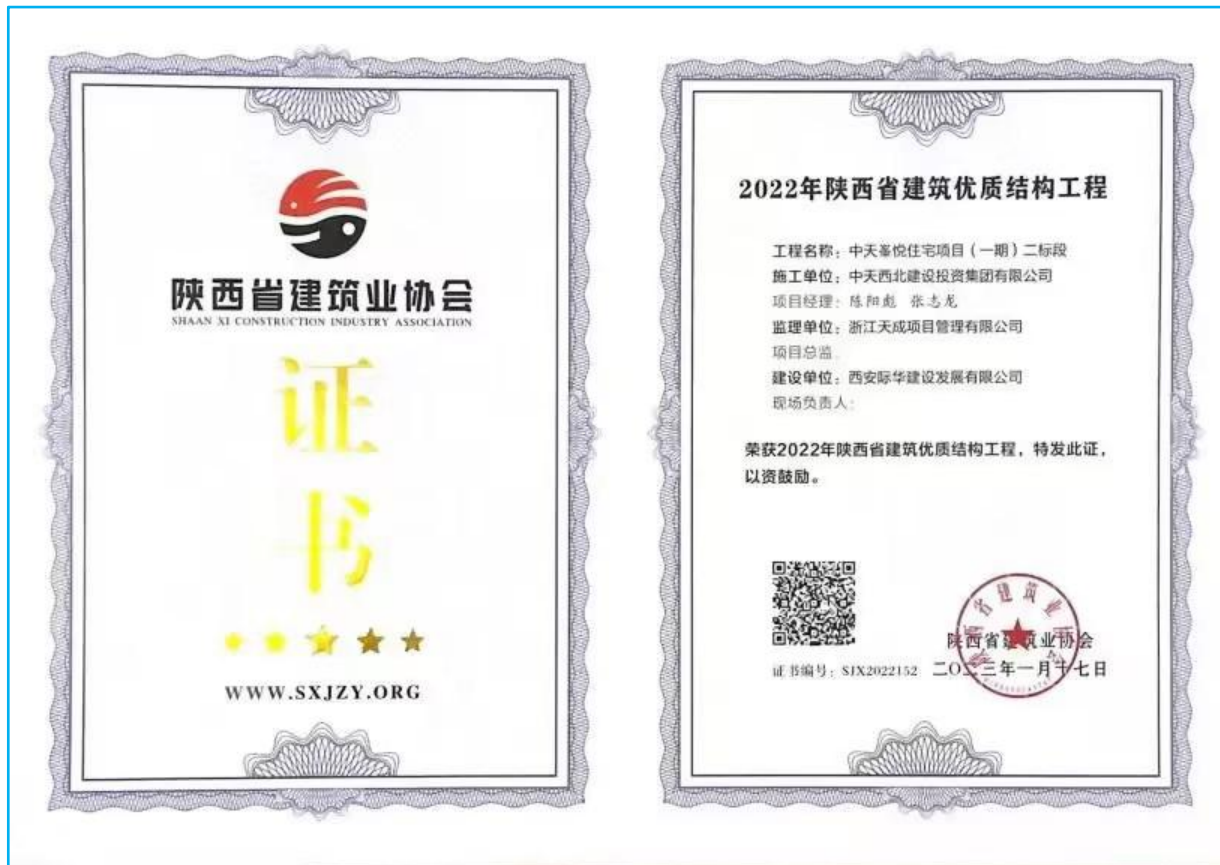 陕西省建筑业协会
SHAAN XI CONSTRUCTION INDUSTRY ASSOCIATION
证
书
WWW.SXJZY.ORG
2022年陕西省建筑优质结构工程
工程名称：中天峯悦住宅项目（一期）二标段
施工单位：中天西北建设投资集团有限公司
项目经理：陈阳彪 张志龙
监理单位：浙江天成项目管理有限公司
项目总监
建设单位：西安际华建设发展有限公司
现场负责人：
荣获2022年陕西省建筑优质结构工程，特发此证，
以资鼓励。
陕西省建筑业协会
陕西省建筑业协会
证书编号：SJX2022152
二〇二三年一月十七日